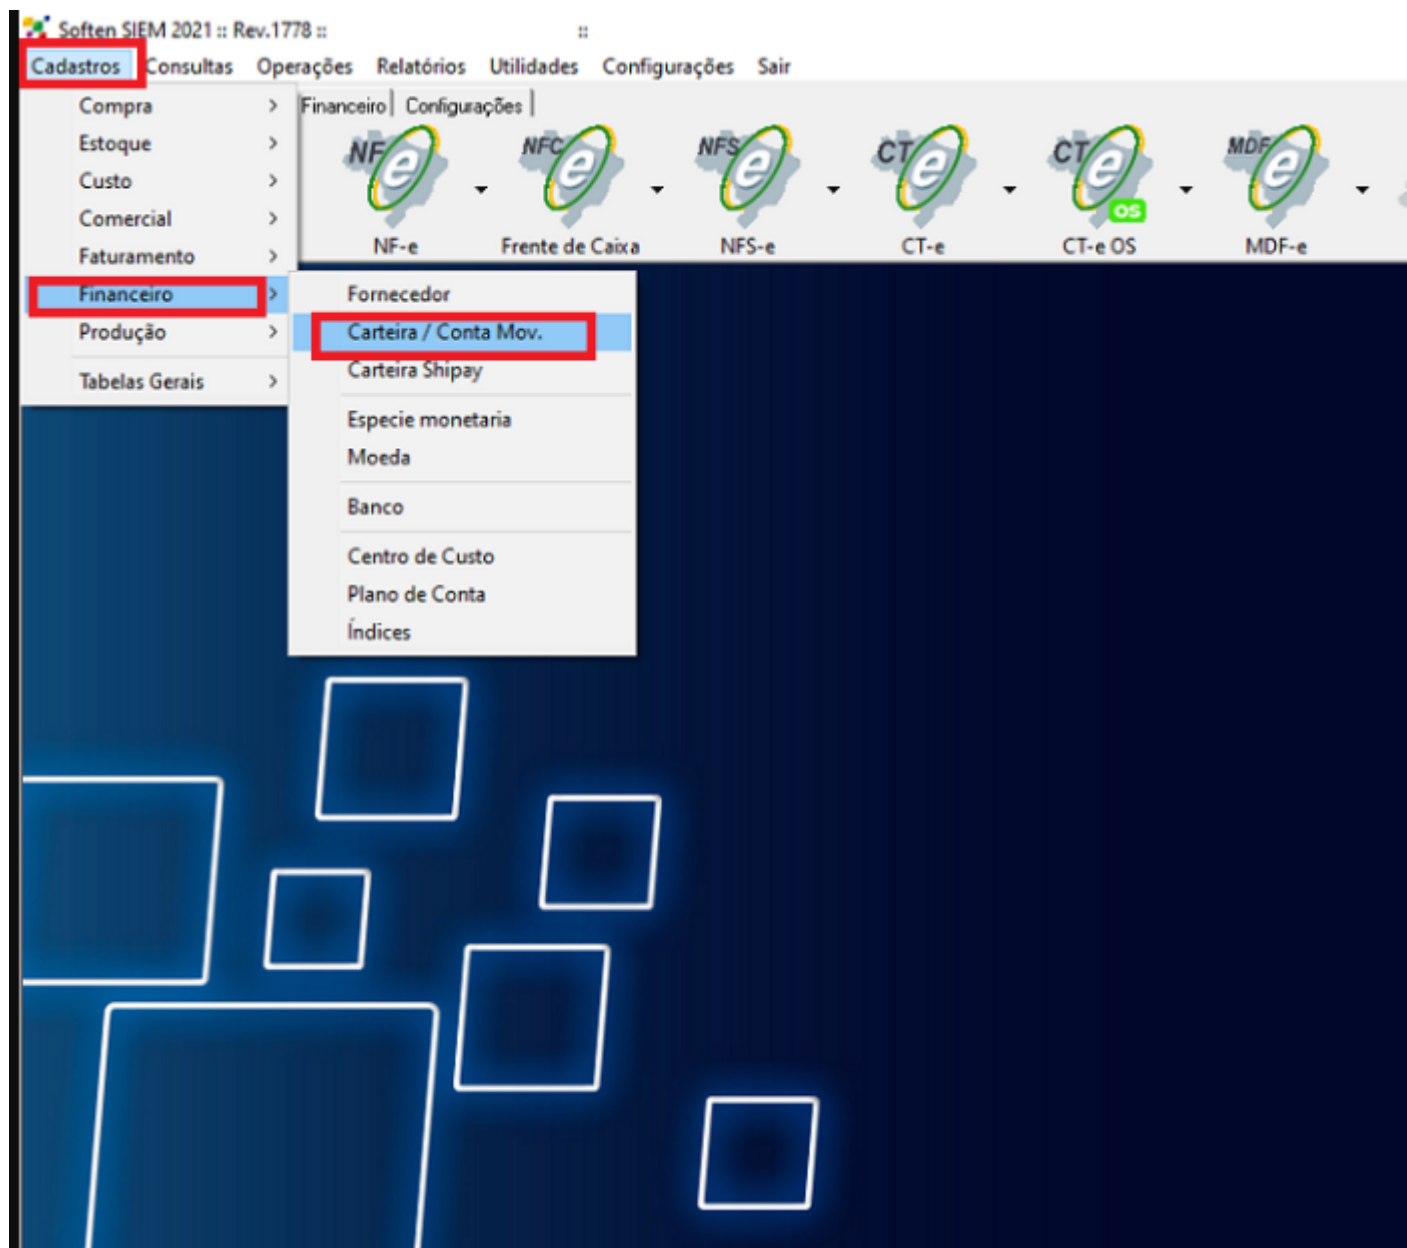 Soften SIEM 2021 :: Rev.1778 :: ::
Cadastros Consultas Operações Relatórios Utilidades Configurações Sair
Financeiro Configurações
Compra >
Estoque >
Custo >
Comercial >
Faturamento >
Financeiro >
Produção >
Tabelas Gerais >
NF e
NFC e
NFS e
CT e
CT e OS
MDF e
NF-e
Frente de Caixa
NFS-e
CT-e
CT-e OS
MDF-e
Fornecedor
Carteira / Conta Mov.
Carteira Shipay
Especie monetaria
Moeda
Banco
Centro de Custo
Plano de Conta
Índices